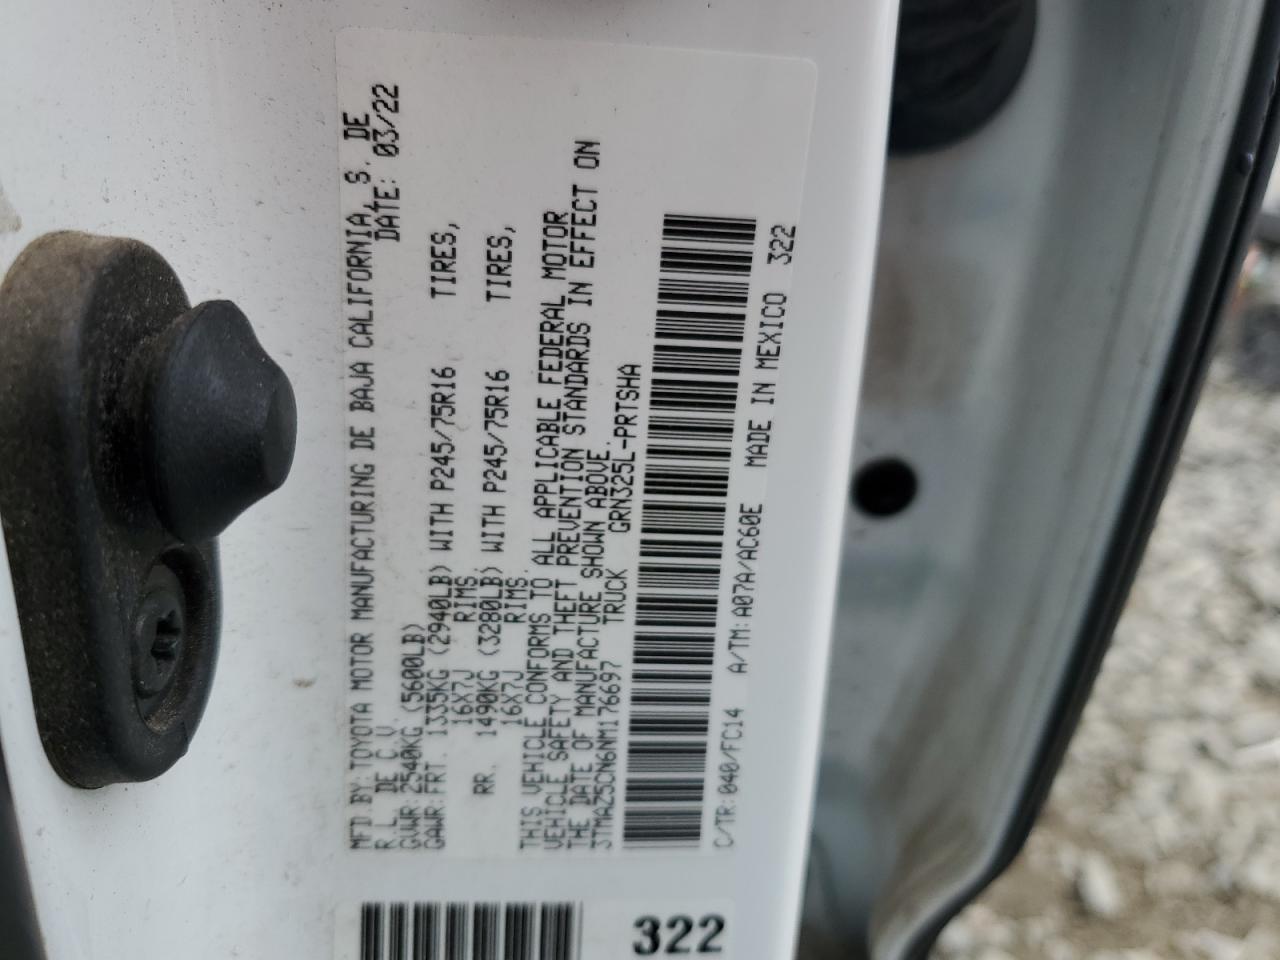 MFD BY: TOYOTA MOTOR MANUFACTURING DE BAJA CALIFORNIA, S. DE
R.L. DE C.V. DATE: 03/22
GVWR: 2540KG (5600LB)
GAWR: FRT. 1335KG (2940LB) WITH P245/75R16 TIRES,
16X7J RIMS
RR. 1490KG (3280LB) WITH P245/75R16 TIRES,
16X7J RIMS.
THIS VEHICLE CONFORMS TO ALL APPLICABLE FEDERAL MOTOR
VEHICLE SAFETY AND THEFT PREVENTION STANDARDS IN EFFECT ON
THE DATE OF MANUFACTURE SHOWN ABOVE.
3TMAZ5CN6NM176697 TRUCK GRN325L-PRTSHA
C/TR: 040/FC14 A/TM: A07A/AC60E MADE IN MEXICO 322
322